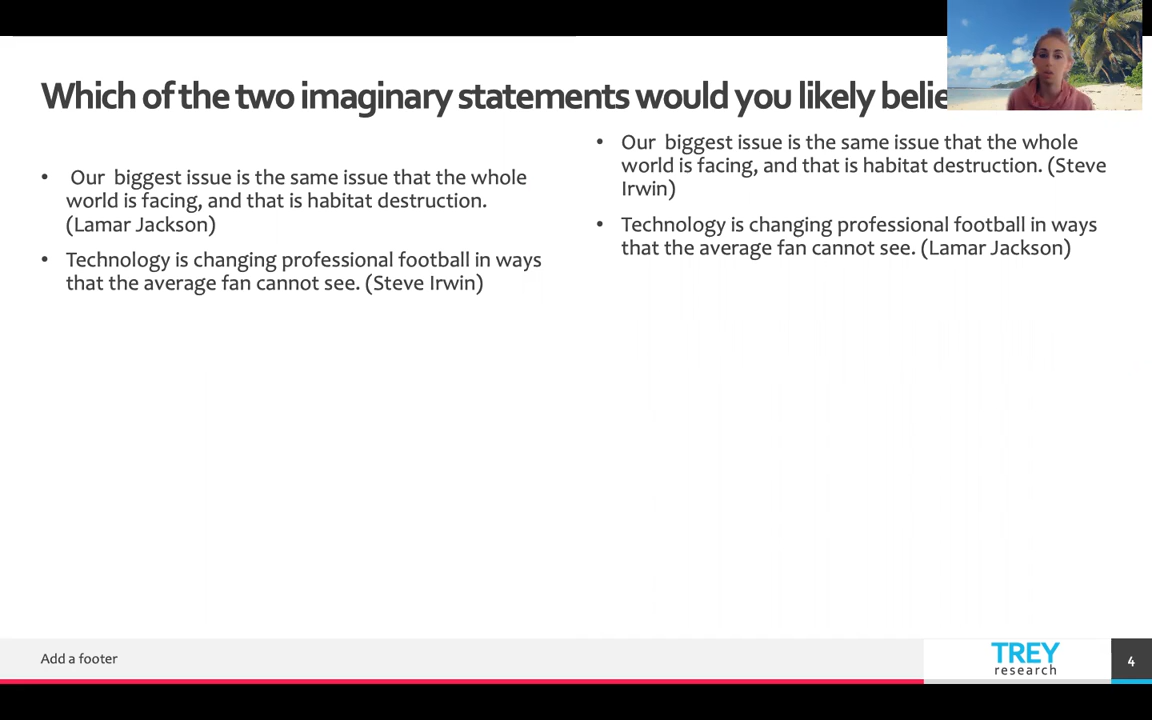 Which of the two imaginary statements would you likely belie
• Our biggest issue is the same issue that the whole
world is facing, and that is habitat destruction.
(Lamar Jackson)
• Technology is changing professional football in ways
that the average fan cannot see. (Steve Irwin)
• Our biggest issue is the same issue that the whole
world is facing, and that is habitat destruction. (Steve
Irwin)
• Technology is changing professional football in ways
that the average fan cannot see. (Lamar Jackson)
Add a footer
TREY
research
4